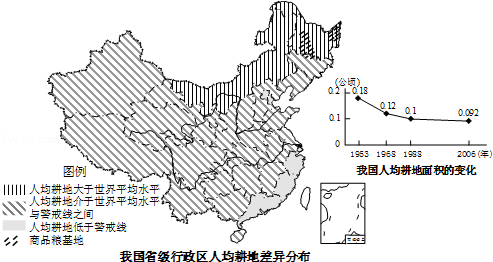 (公顷)
0.2
0.18
0.12
0.1
0.092
0.1
0
1953
1968
1988
2006 (年)
我国人均耕地面积的变化
图例
人均耕地大于世界平均水平
人均耕地介于世界平均水平
与警戒线之间
人均耕地低于警戒线
商品粮基地
我国省级行政区人均耕地差异分布